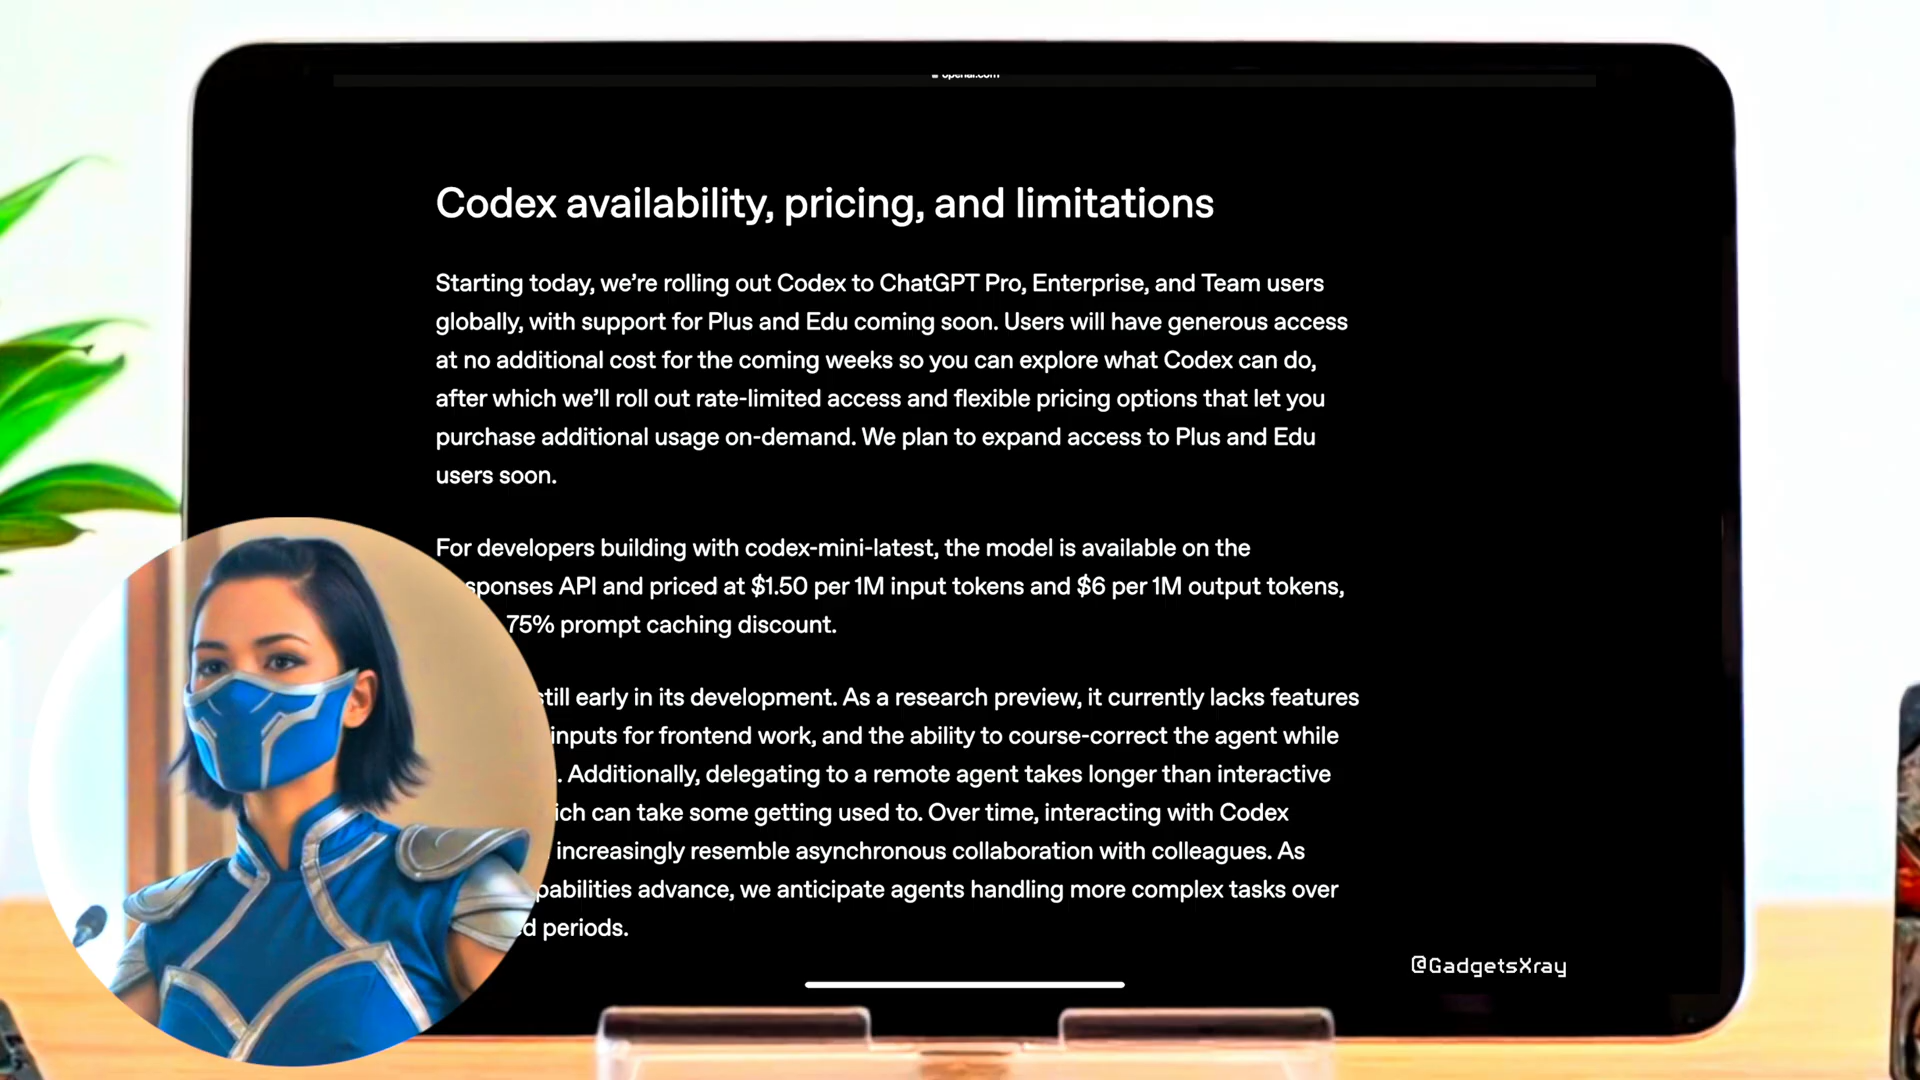 openai.com
Codex availability, pricing, and limitations
Starting today, we’re rolling out Codex to ChatGPT Pro, Enterprise, and Team users
globally, with support for Plus and Edu coming soon. Users will have generous access
at no additional cost for the coming weeks so you can explore what Codex can do,
after which we’ll roll out rate-limited access and flexible pricing options that let you
purchase additional usage on-demand. We plan to expand access to Plus and Edu
users soon.
For developers building with codex-mini-latest, the model is available on the
sponses API and priced at $1.50 per 1M input tokens and $6 per 1M output tokens,
75% prompt caching discount.
still early in its development. As a research preview, it currently lacks features
inputs for frontend work, and the ability to course-correct the agent while
. Additionally, delegating to a remote agent takes longer than interactive
ich can take some getting used to. Over time, interacting with Codex
increasingly resemble asynchronous collaboration with colleagues. As
pabilities advance, we anticipate agents handling more complex tasks over
d periods.
@GadgetsXray